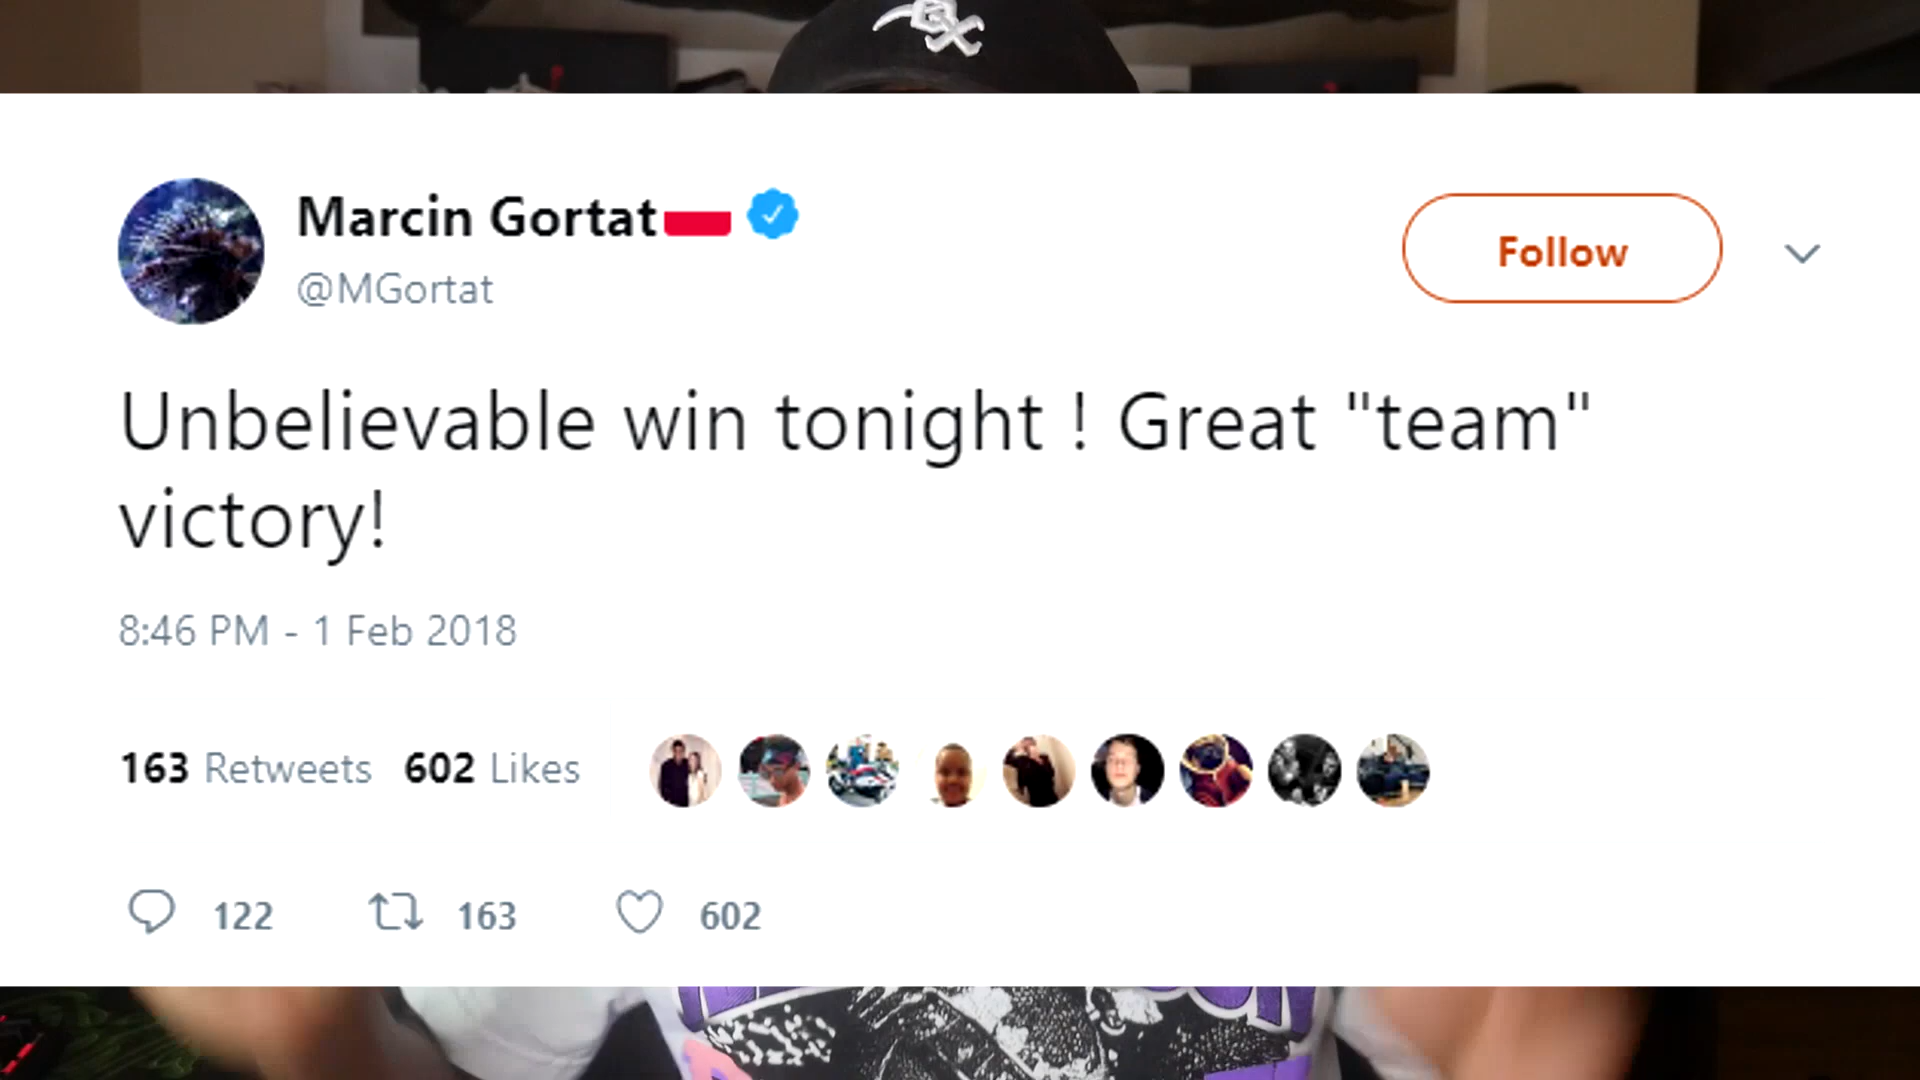 Marcin Gortat
@MGortat
Follow
Unbelievable win tonight ! Great "team"
victory!
8:46 PM - 1 Feb 2018
163 Retweets 602 Likes
122 163 602